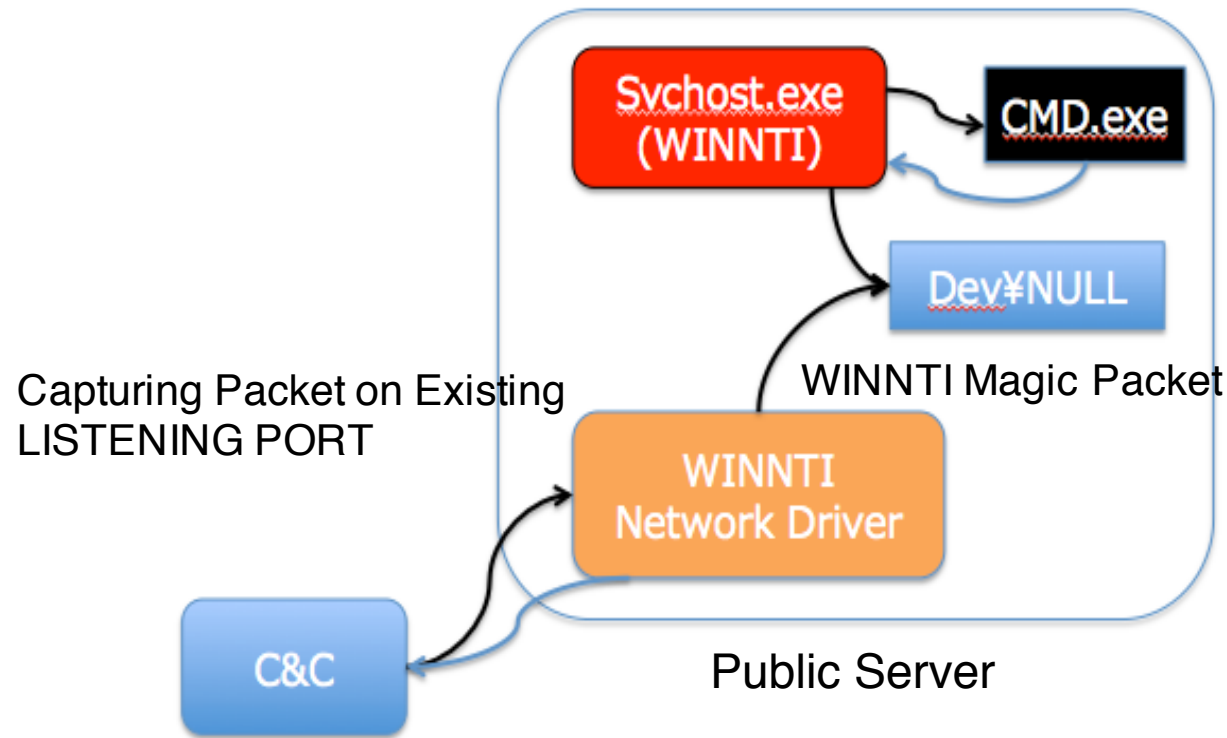 Svchost.exe
(WINNTI)
CMD.exe
Dev¥NULL
WINNTI Magic Packet
Capturing Packet on Existing
LISTENING PORT
WINNTI
Network Driver
C&C
Public Server